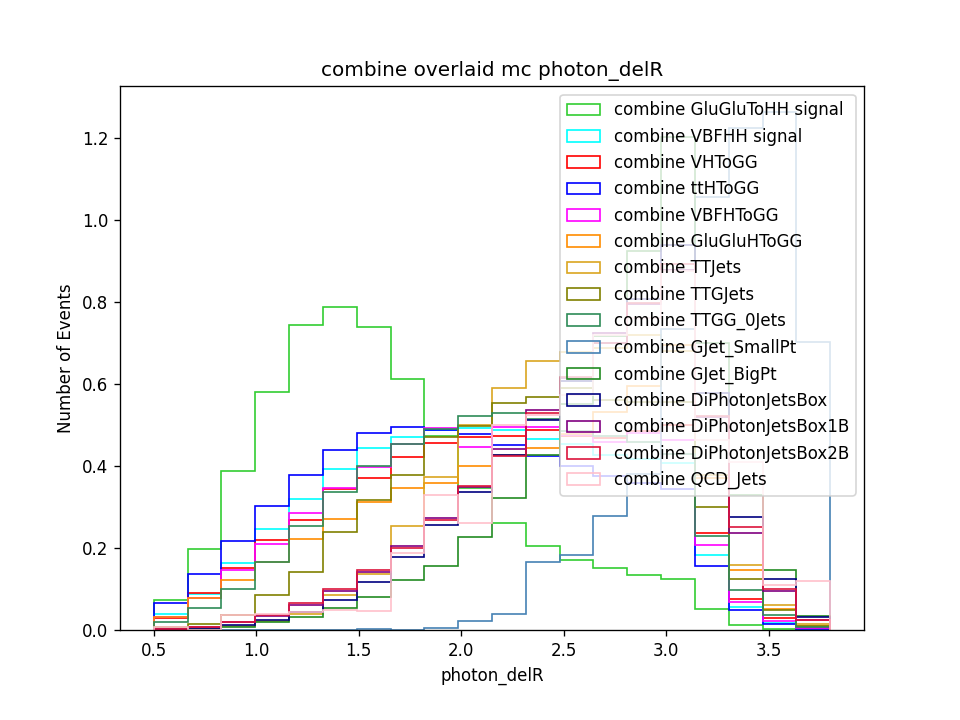 combine overlaid mc photon_delR
combine GluGluToHH signal
combine VBFHH signal
combine VHToGG
combine ttHToGG
combine VBFHToGG
combine GluGluHToGG
combine TTJets
combine TTGJets
combine TTGG_0Jets
combine GJet_SmallPt
combine GJet_BigPt
combine DiPhotonJetsBox
combine DiPhotonJetsBox1B
combine DiPhotonJetsBox2B
combine QCD_Jets
Number of Events
1.2
1.0
0.8
0.6
0.4
0.2
0.0
0.5 1.0 1.5 2.0 2.5 3.0 3.5
photon_delR